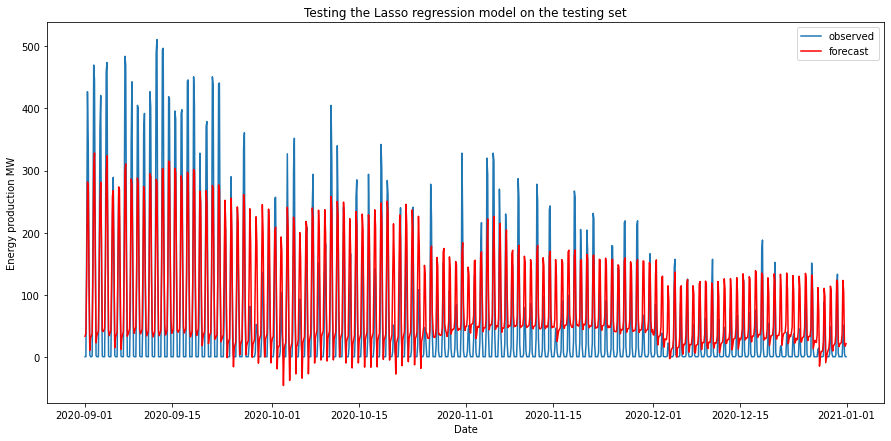 Testing the Lasso regression model on the testing set
observed
forecast
500
400
300
200
100
0
Energy production MW
2020-09-01 2020-09-15 2020-10-01 2020-10-15 2020-11-01 2020-11-15 2020-12-01 2020-12-15 2021-01-01
Date